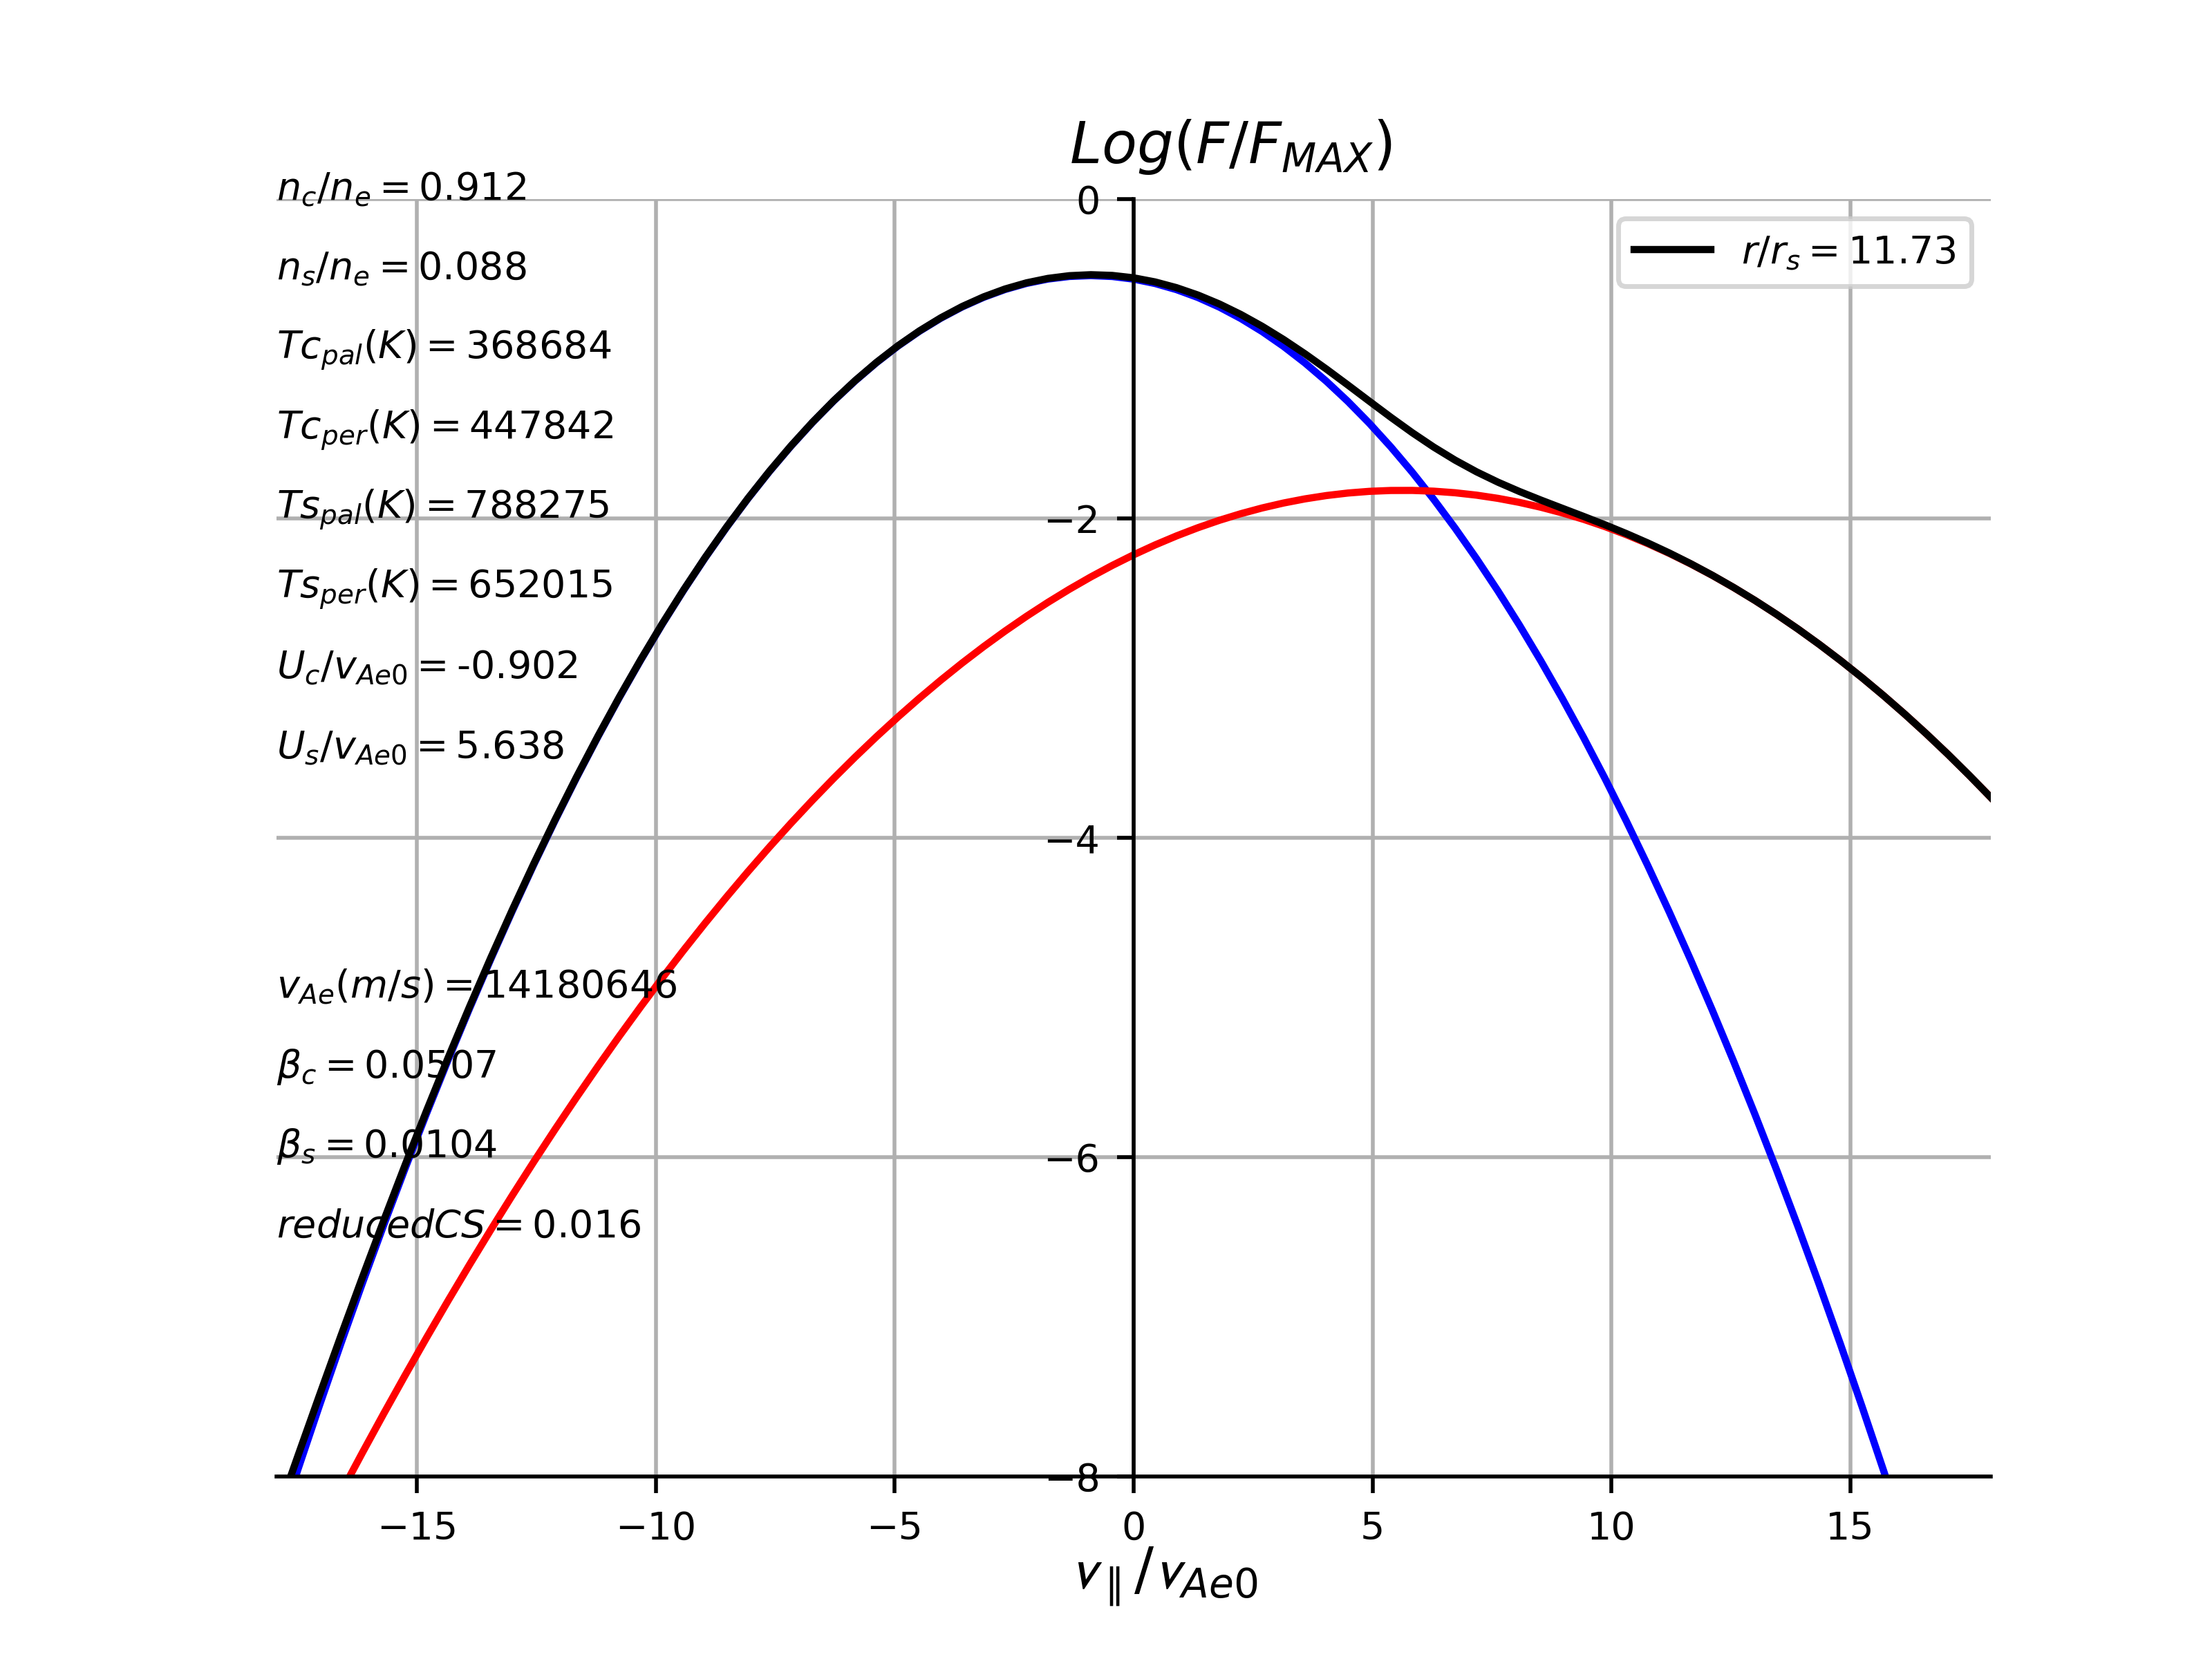 Log(F/F_MAX)
n_c/n_e = 0.912
n_s/n_e = 0.088
Tc_pal(K) = 368684
Tc_per(K) = 447842
Ts_pal(K) = 788275
Ts_per(K) = 652015
U_c/v_Ae0 = -0.902
U_s/v_Ae0 = 5.638
v_Ae(m/s) = 14180646
β_c = 0.0507
β_s = 0.0104
reducedCS = 0.016
r/r_s = 11.73
0
−2
−4
−6
−8
−15 −10 −5 0 5 10 15
v_∥/v_Ae0